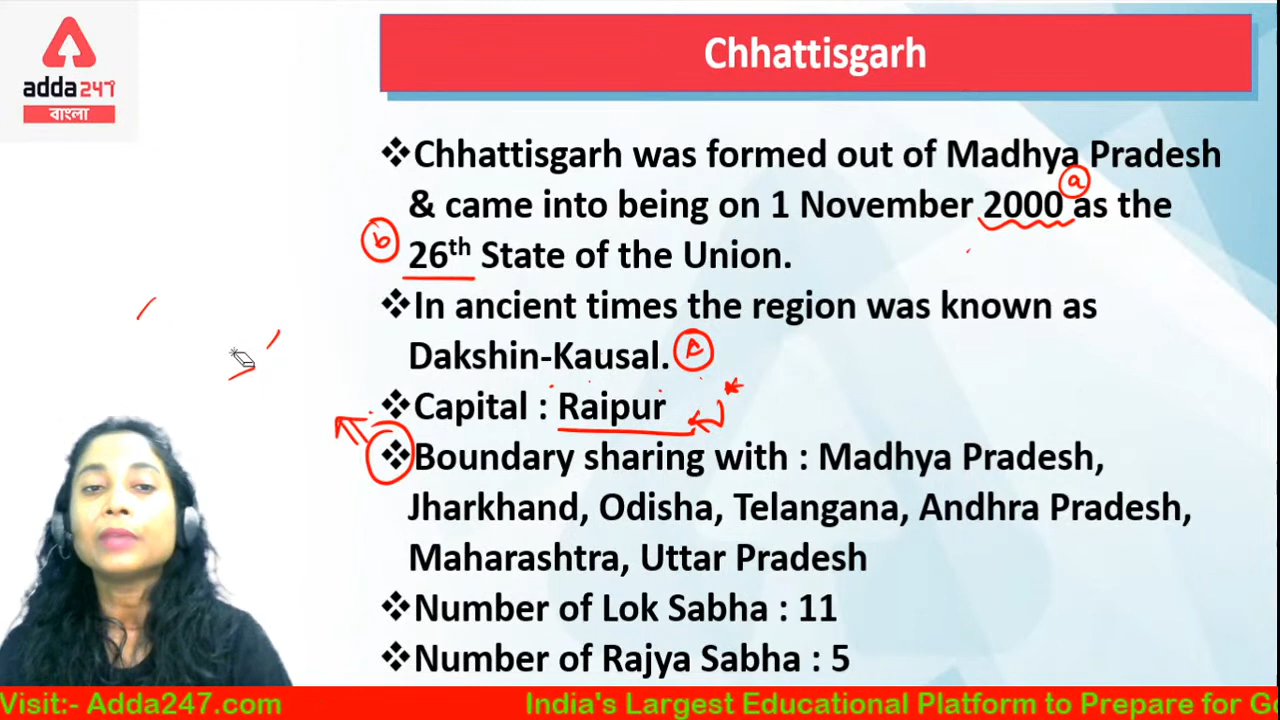 adda247
বাংলা
Chhattisgarh
❖Chhattisgarh was formed out of Madhya Pradesh
& came into being on 1 November 2000 as the
a
b
26th State of the Union.
❖In ancient times the region was known as
Dakshin-Kausal.
❖Capital : Raipur
❖Boundary sharing with : Madhya Pradesh,
Jharkhand, Odisha, Telangana, Andhra Pradesh,
Maharashtra, Uttar Pradesh
❖Number of Lok Sabha : 11
❖Number of Rajya Sabha : 5
Visit:- Adda247.com India's Largest Educational Platform to Prepare for G